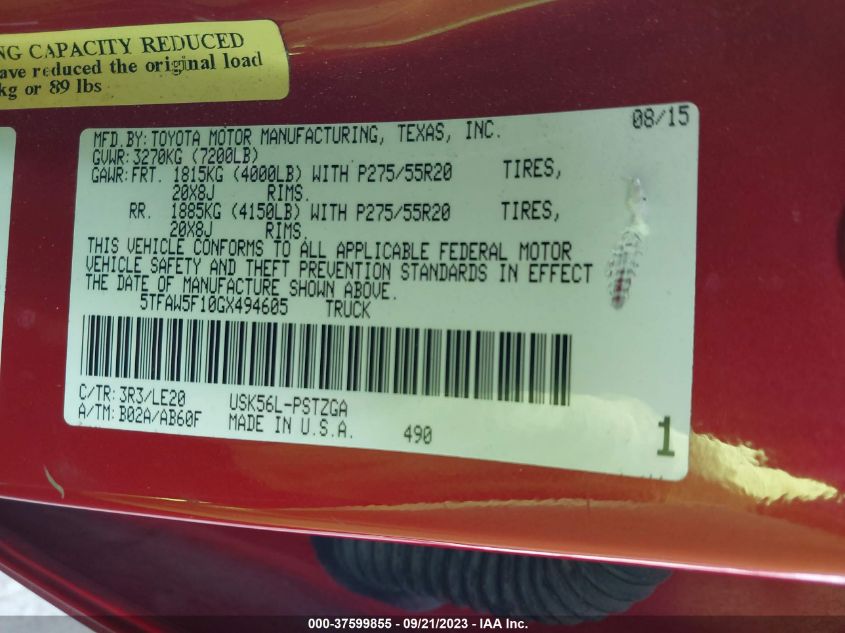 NG CAPACITY REDUCED
ave reduced the original load
kg or 89 lbs
08/15
MFD.BY:TOYOTA MOTOR MANUFACTURING, TEXAS, INC.
GVWR:3270KG (7200LB)
GAWR:FRT. 1815KG (4000LB) WITH P275/55R20 TIRES,
20X8J RIMS.
RR. 1885KG (4150LB) WITH P275/55R20 TIRES,
20X8J RIMS.
THIS VEHICLE CONFORMS TO ALL APPLICABLE FEDERAL MOTOR
VEHICLE SAFETY AND THEFT PREVENTION STANDARDS IN EFFECT
THE DATE OF MANUFACTURE SHOWN ABOVE.
5TFAW5F10GX494605 TRUCK
C/TR:3R3/LE20 USK56L-PSTZGA
A/TM:B02A/AB60F MADE IN U.S.A. 490 1
000-37599855 - 09/21/2023 - IAA Inc.